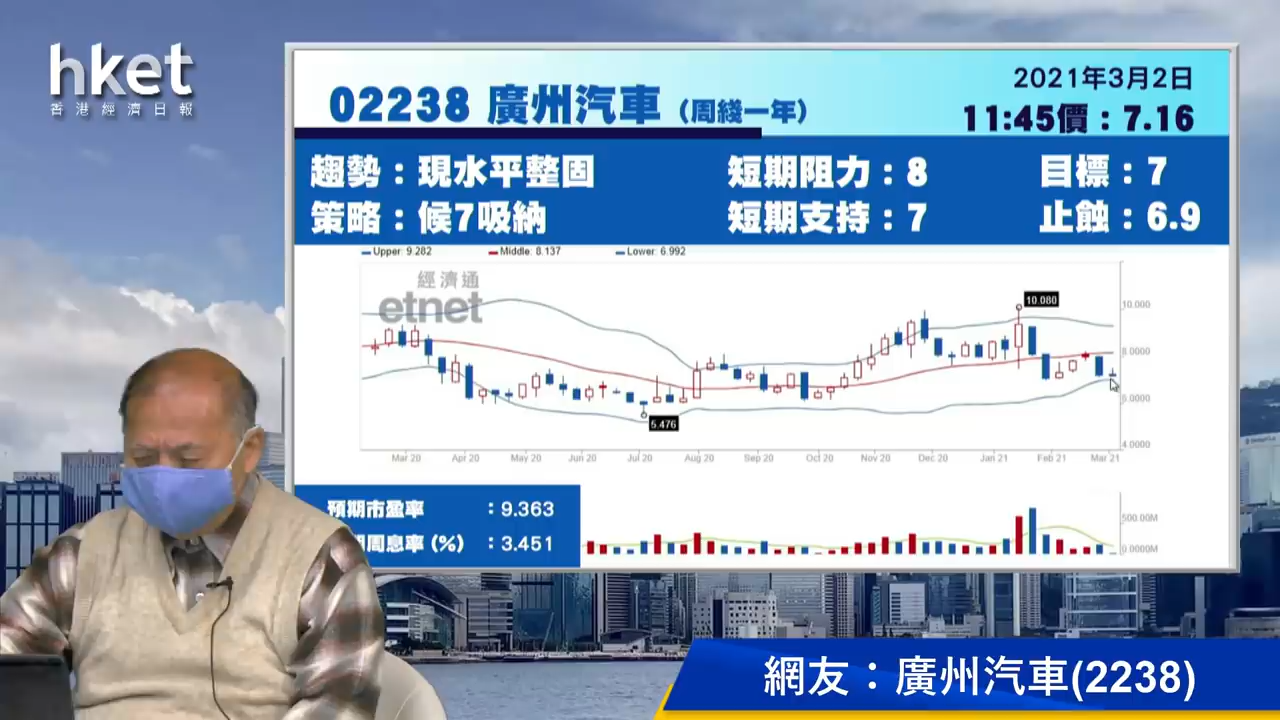 hket
香港經濟日報
02238 廣州汽車 (周綫一年)
2021年3月2日
11:45價:7.16
趨勢:現水平整固
短期阻力:8
目標:7
策略:候7吸納
短期支持:7
止蝕:6.9
Upper: 9.282
Middle: 8.137
Lower: 6.992
經濟通
etnet
10.080
5.476
10.000
8.0000
6.0000
4.0000
Mar 20 Apr 20 May 20 Jun 20 Jul 20 Aug 20 Sep 20 Oct 20 Nov 20 Dec 20 Jan 21 Feb 21 Mar 21
預期市盈率 :9.363
周息率 (%) :3.451
500.00M
0.0000M
網友:廣州汽車(2238)